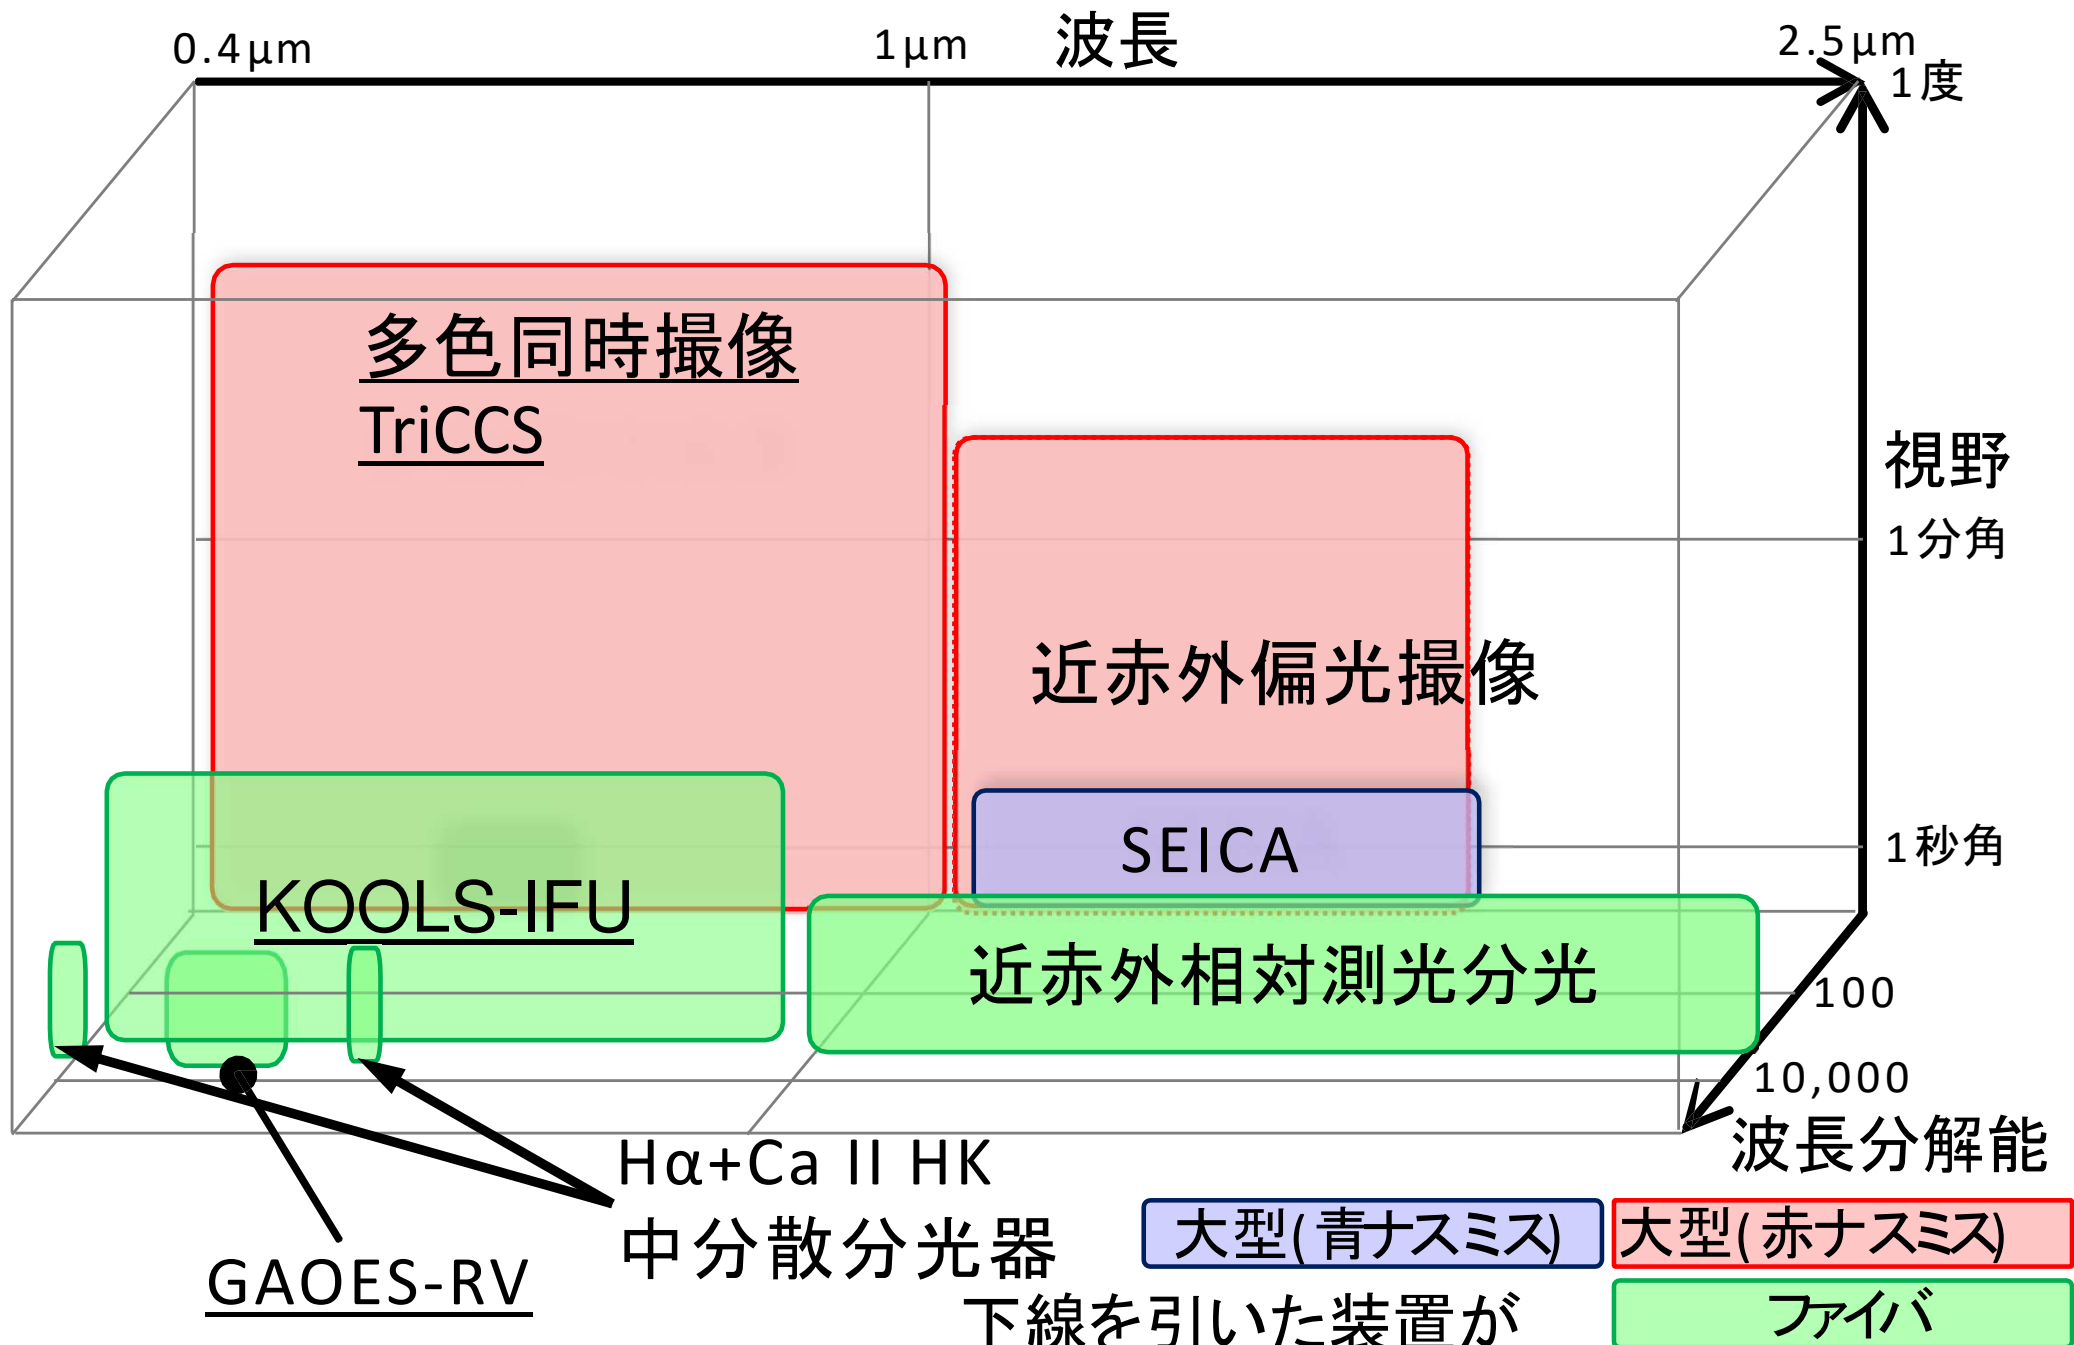 0.4μm
1μm
波長
2.5μm
1度
多色同時撮像
TriCCS
視野
1分角
近赤外偏光撮像
SEICA
1秒角
KOOLS-IFU
近赤外相対測光分光
100
10,000
波長分解能
Hα+Ca II HK
中分散分光器
GAOES-RV
大型(青ナスミス)
大型(赤ナスミス)
下線を引いた装置が
ファイバ